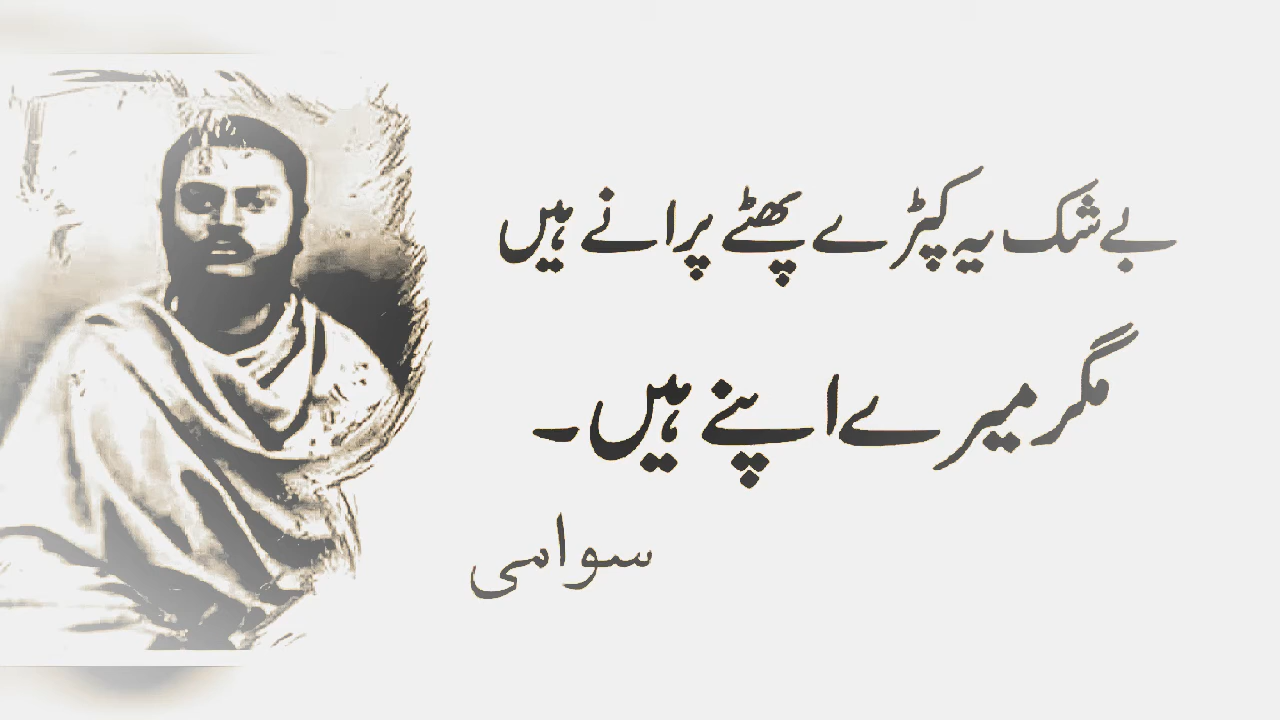 بے شک یہ کپڑے پھٹے پرانے ہیں
مگر میرے اپنے ہیں۔
سوامی